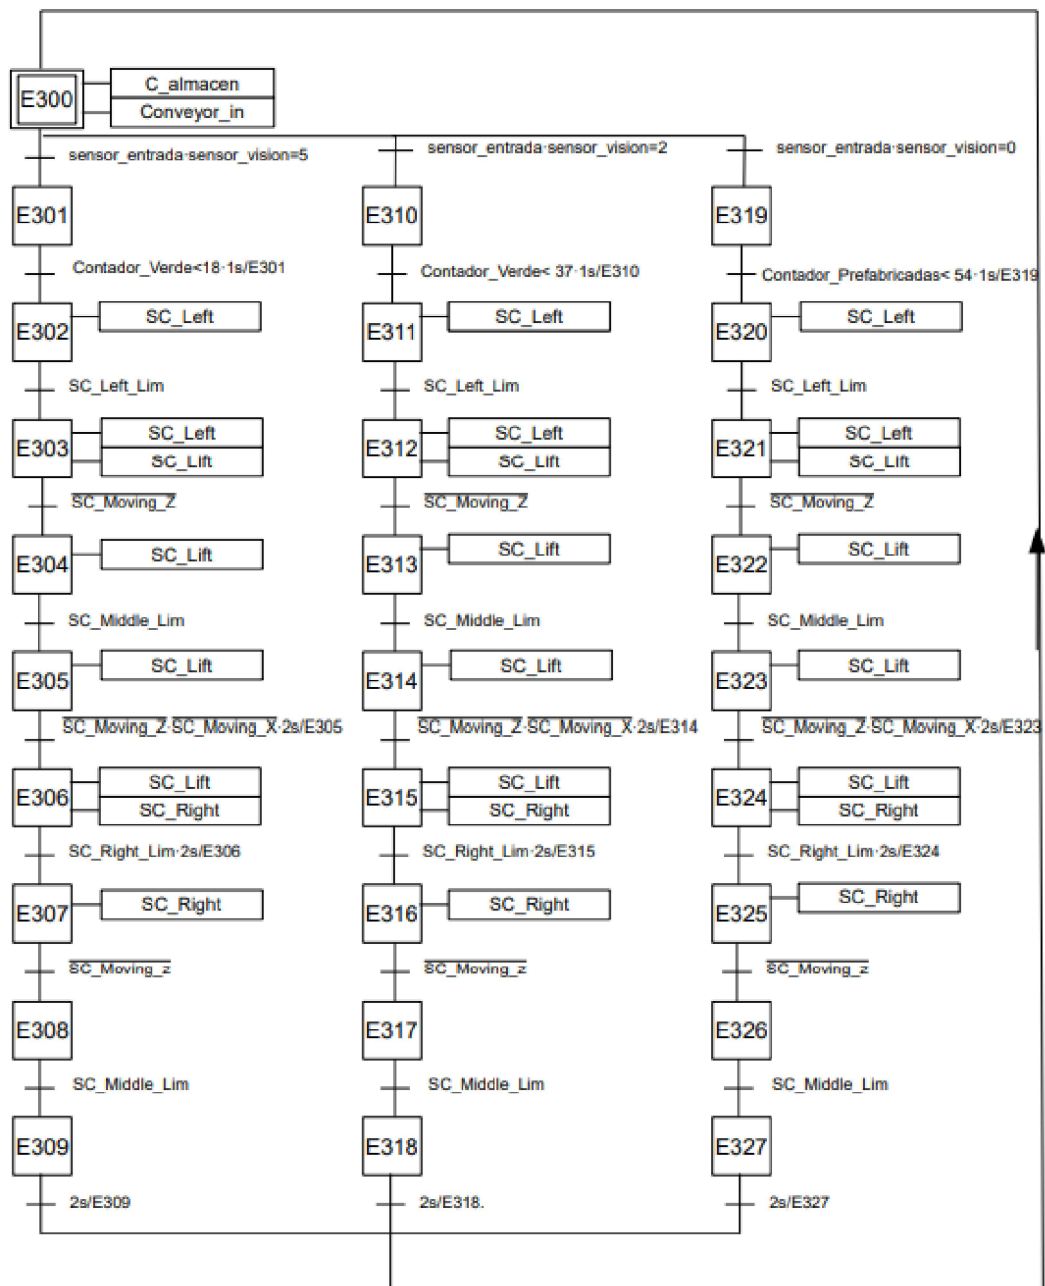 E300
C_almacen
Conveyor_in
sensor_entrada·sensor_vision=5
sensor_entrada·sensor_vision=2
sensor_entrada·sensor_vision=0
E301
E310
E319
Contador_Verde<18·1s/E301
Contador_Verde< 37·1s/E310
Contador_Prefabricadas< 54·1s/E319
E302
SC_Left
E311
SC_Left
E320
SC_Left
SC_Left_Lim
SC_Left_Lim
SC_Left_Lim
E303
SC_Left
SC_Lift
E312
SC_Left
SC_Lift
E321
SC_Left
SC_Lift
SC_Moving_Z
SC_Moving_Z
SC_Moving_Z
E304
SC_Lift
E313
SC_Lift
E322
SC_Lift
SC_Middle_Lim
SC_Middle_Lim
SC_Middle_Lim
E305
SC_Lift
E314
SC_Lift
E323
SC_Lift
SC_Moving_Z·SC_Moving_X·2s/E305
SC_Moving_Z·SC_Moving_X·2s/E314
SC_Moving_Z·SC_Moving_X·2s/E323
E306
SC_Lift
SC_Right
E315
SC_Lift
SC_Right
E324
SC_Lift
SC_Right
SC_Right_Lim·2s/E306
SC_Right_Lim·2s/E315
SC_Right_Lim·2s/E324
E307
SC_Right
E316
SC_Right
E325
SC_Right
SC_Moving_z
SC_Moving_z
SC_Moving_z
E308
E317
E326
SC_Middle_Lim
SC_Middle_Lim
SC_Middle_Lim
E309
E318
E327
2s/E309
2s/E318.
2s/E327